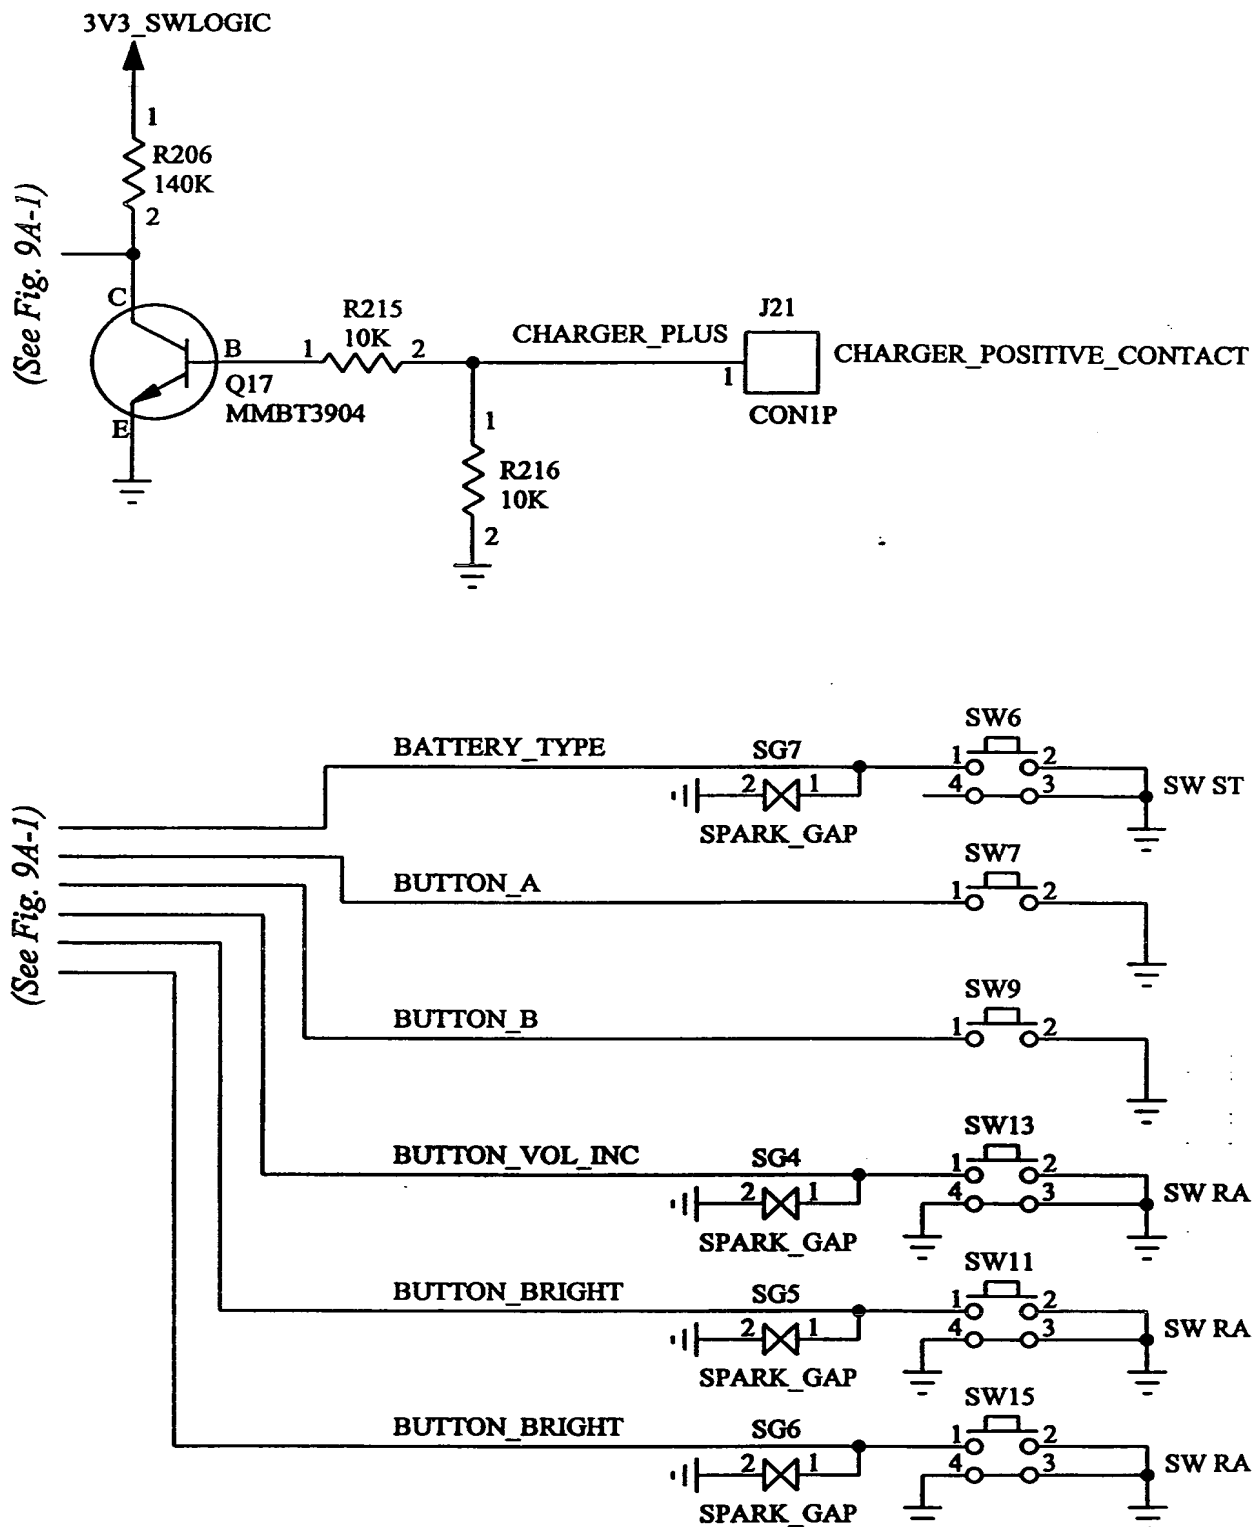 3V3_SWLOGIC
1
R206
140K
2
(See Fig. 9A-1)
C
B
E
Q17
MMBT3904
R215
10K
1
2
CHARGER_PLUS
J21
1
CON1P
CHARGER_POSITIVE_CONTACT
1
R216
10K
2
(See Fig. 9A-1)
BATTERY_TYPE
SG7
2 1
SPARK_GAP
SW6
1 2
4 3
SW ST
BUTTON_A
SW7
1 2
BUTTON_B
SW9
1 2
BUTTON_VOL_INC
SG4
2 1
SPARK_GAP
SW13
1 2
4 3
SW RA
BUTTON_BRIGHT
SG5
2 1
SPARK_GAP
SW11
1 2
4 3
SW RA
BUTTON_BRIGHT
SG6
2 1
SPARK_GAP
SW15
1 2
4 3
SW RA